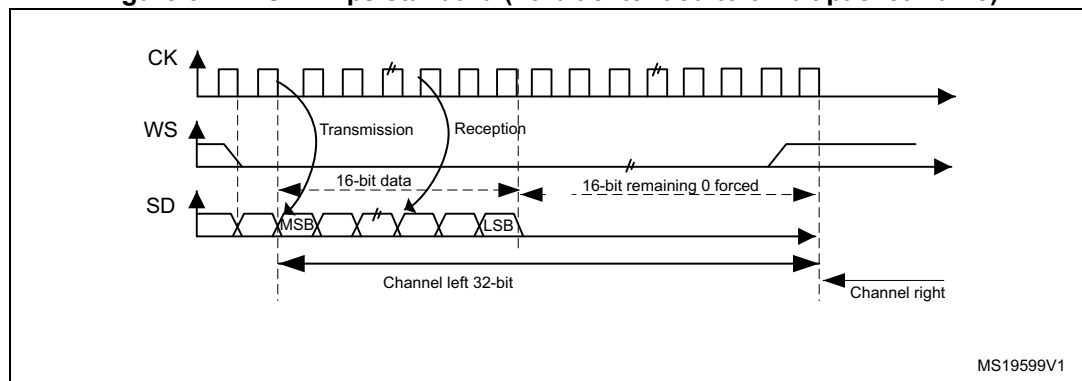 CK
Transmission
Reception
WS
16-bit data
16-bit remaining 0 forced
SD
MSB
LSB
Channel left 32-bit
Channel right
MS19599V1